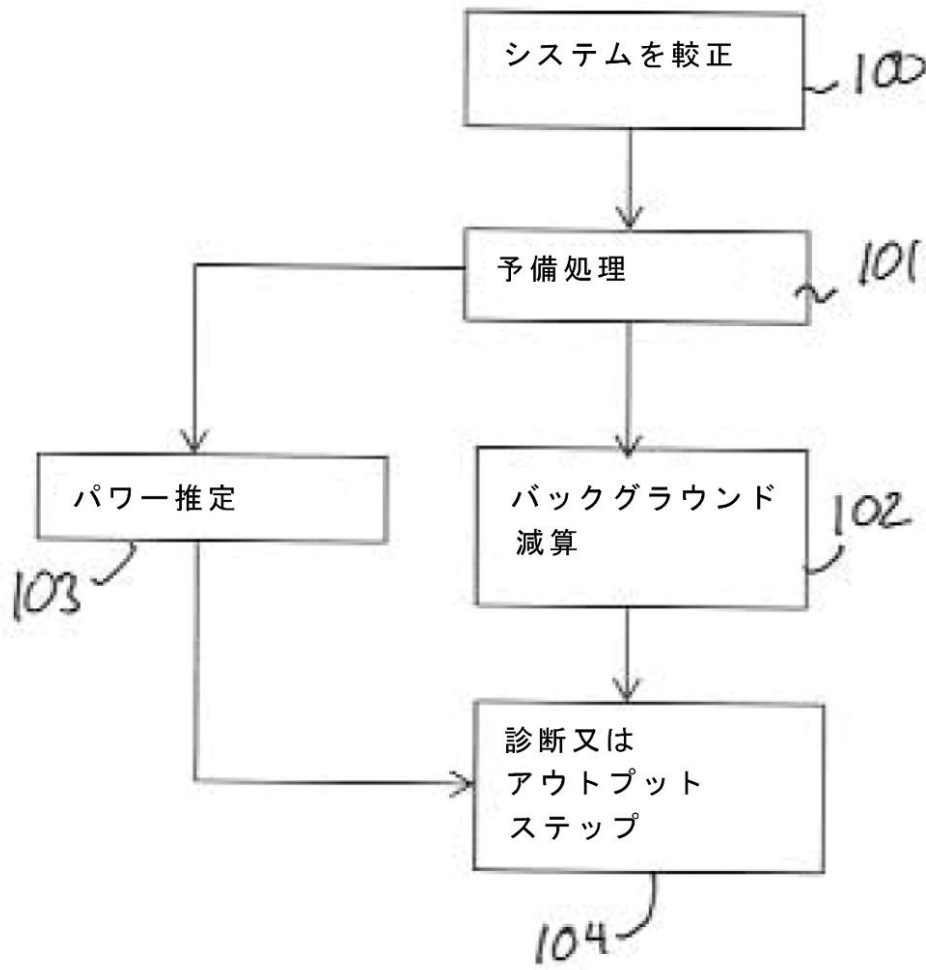 システムを較正
100
予備処理
101
パワー推定
103
バックグラウンド
減算
102
診断又は
アウトプット
ステップ
104